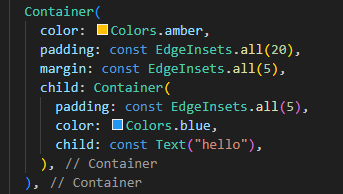 Container(
  color: Colors.amber,
  padding: const EdgeInsets.all(20),
  margin: const EdgeInsets.all(5),
  child: Container(
    padding: const EdgeInsets.all(5),
    color: Colors.blue,
    child: const Text("hello"),
  ), // Container
), // Container